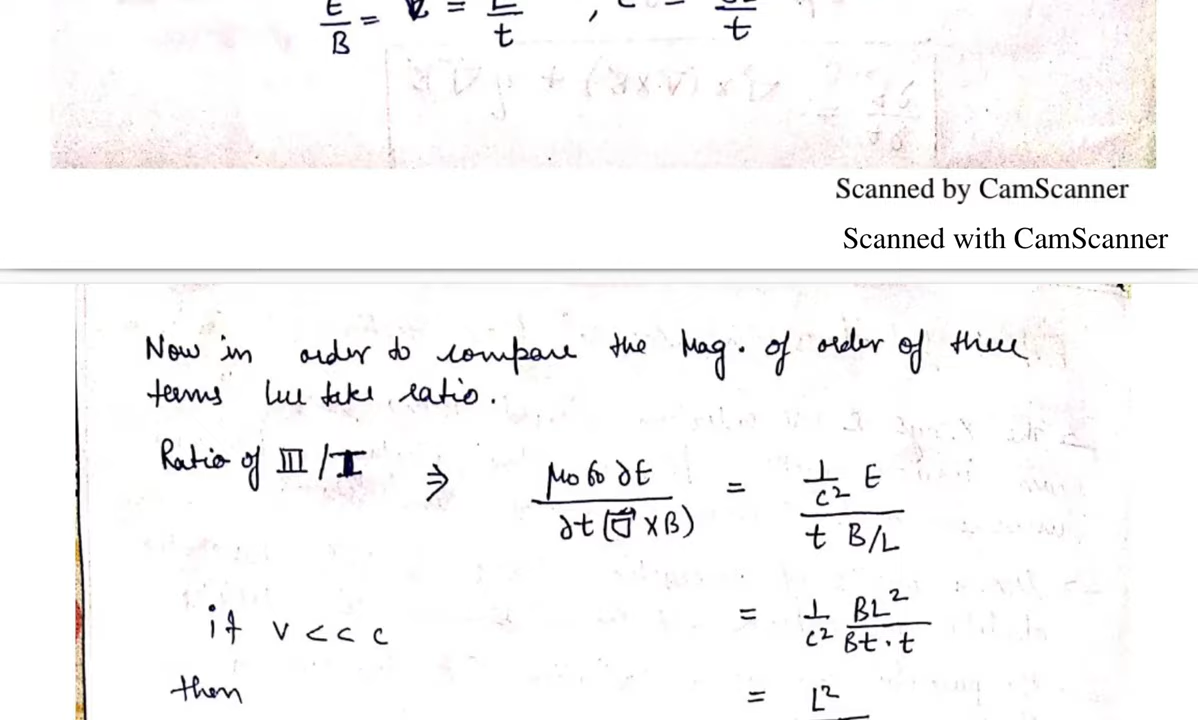 E/B = v = L/t , c =   /t
Scanned by CamScanner
Scanned with CamScanner
Now in order to compare the Mag. of order of three
terms we take ratio.
Ratio of III/I ⇒ μ0 ϵ0 ∂E / ∂t (∇⃗ × B) = 1/c² E / t B/L
= 1/c² BL² / Bt·t
if v <<< c
then = L²